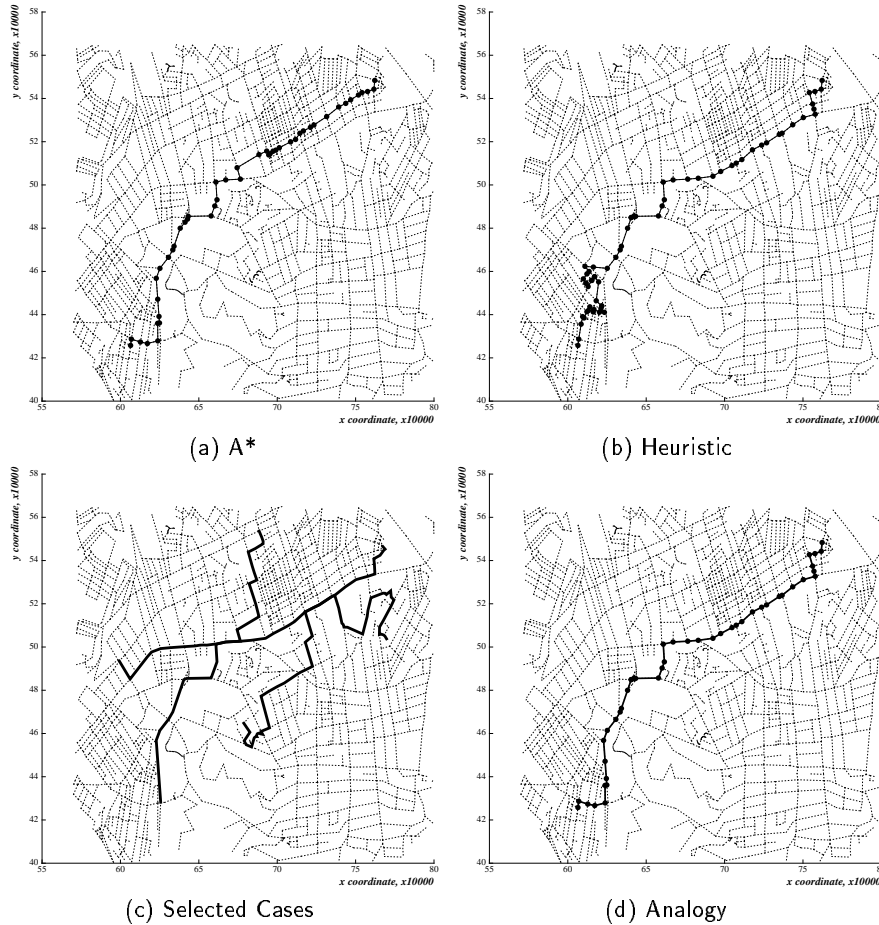 58
56
54
52
50
48
46
44
42
40
55 60 65 70 75 80
y coordinate, x10000
x coordinate, x10000
(a) A*
58
56
54
52
50
48
46
44
42
40
55 60 65 70 75 80
y coordinate, x10000
x coordinate, x10000
(b) Heuristic
58
56
54
52
50
48
46
44
42
40
55 60 65 70 75 80
y coordinate, x10000
x coordinate, x10000
(c) Selected Cases
58
56
54
52
50
48
46
44
42
40
55 60 65 70 75 80
y coordinate, x10000
x coordinate, x10000
(d) Analogy